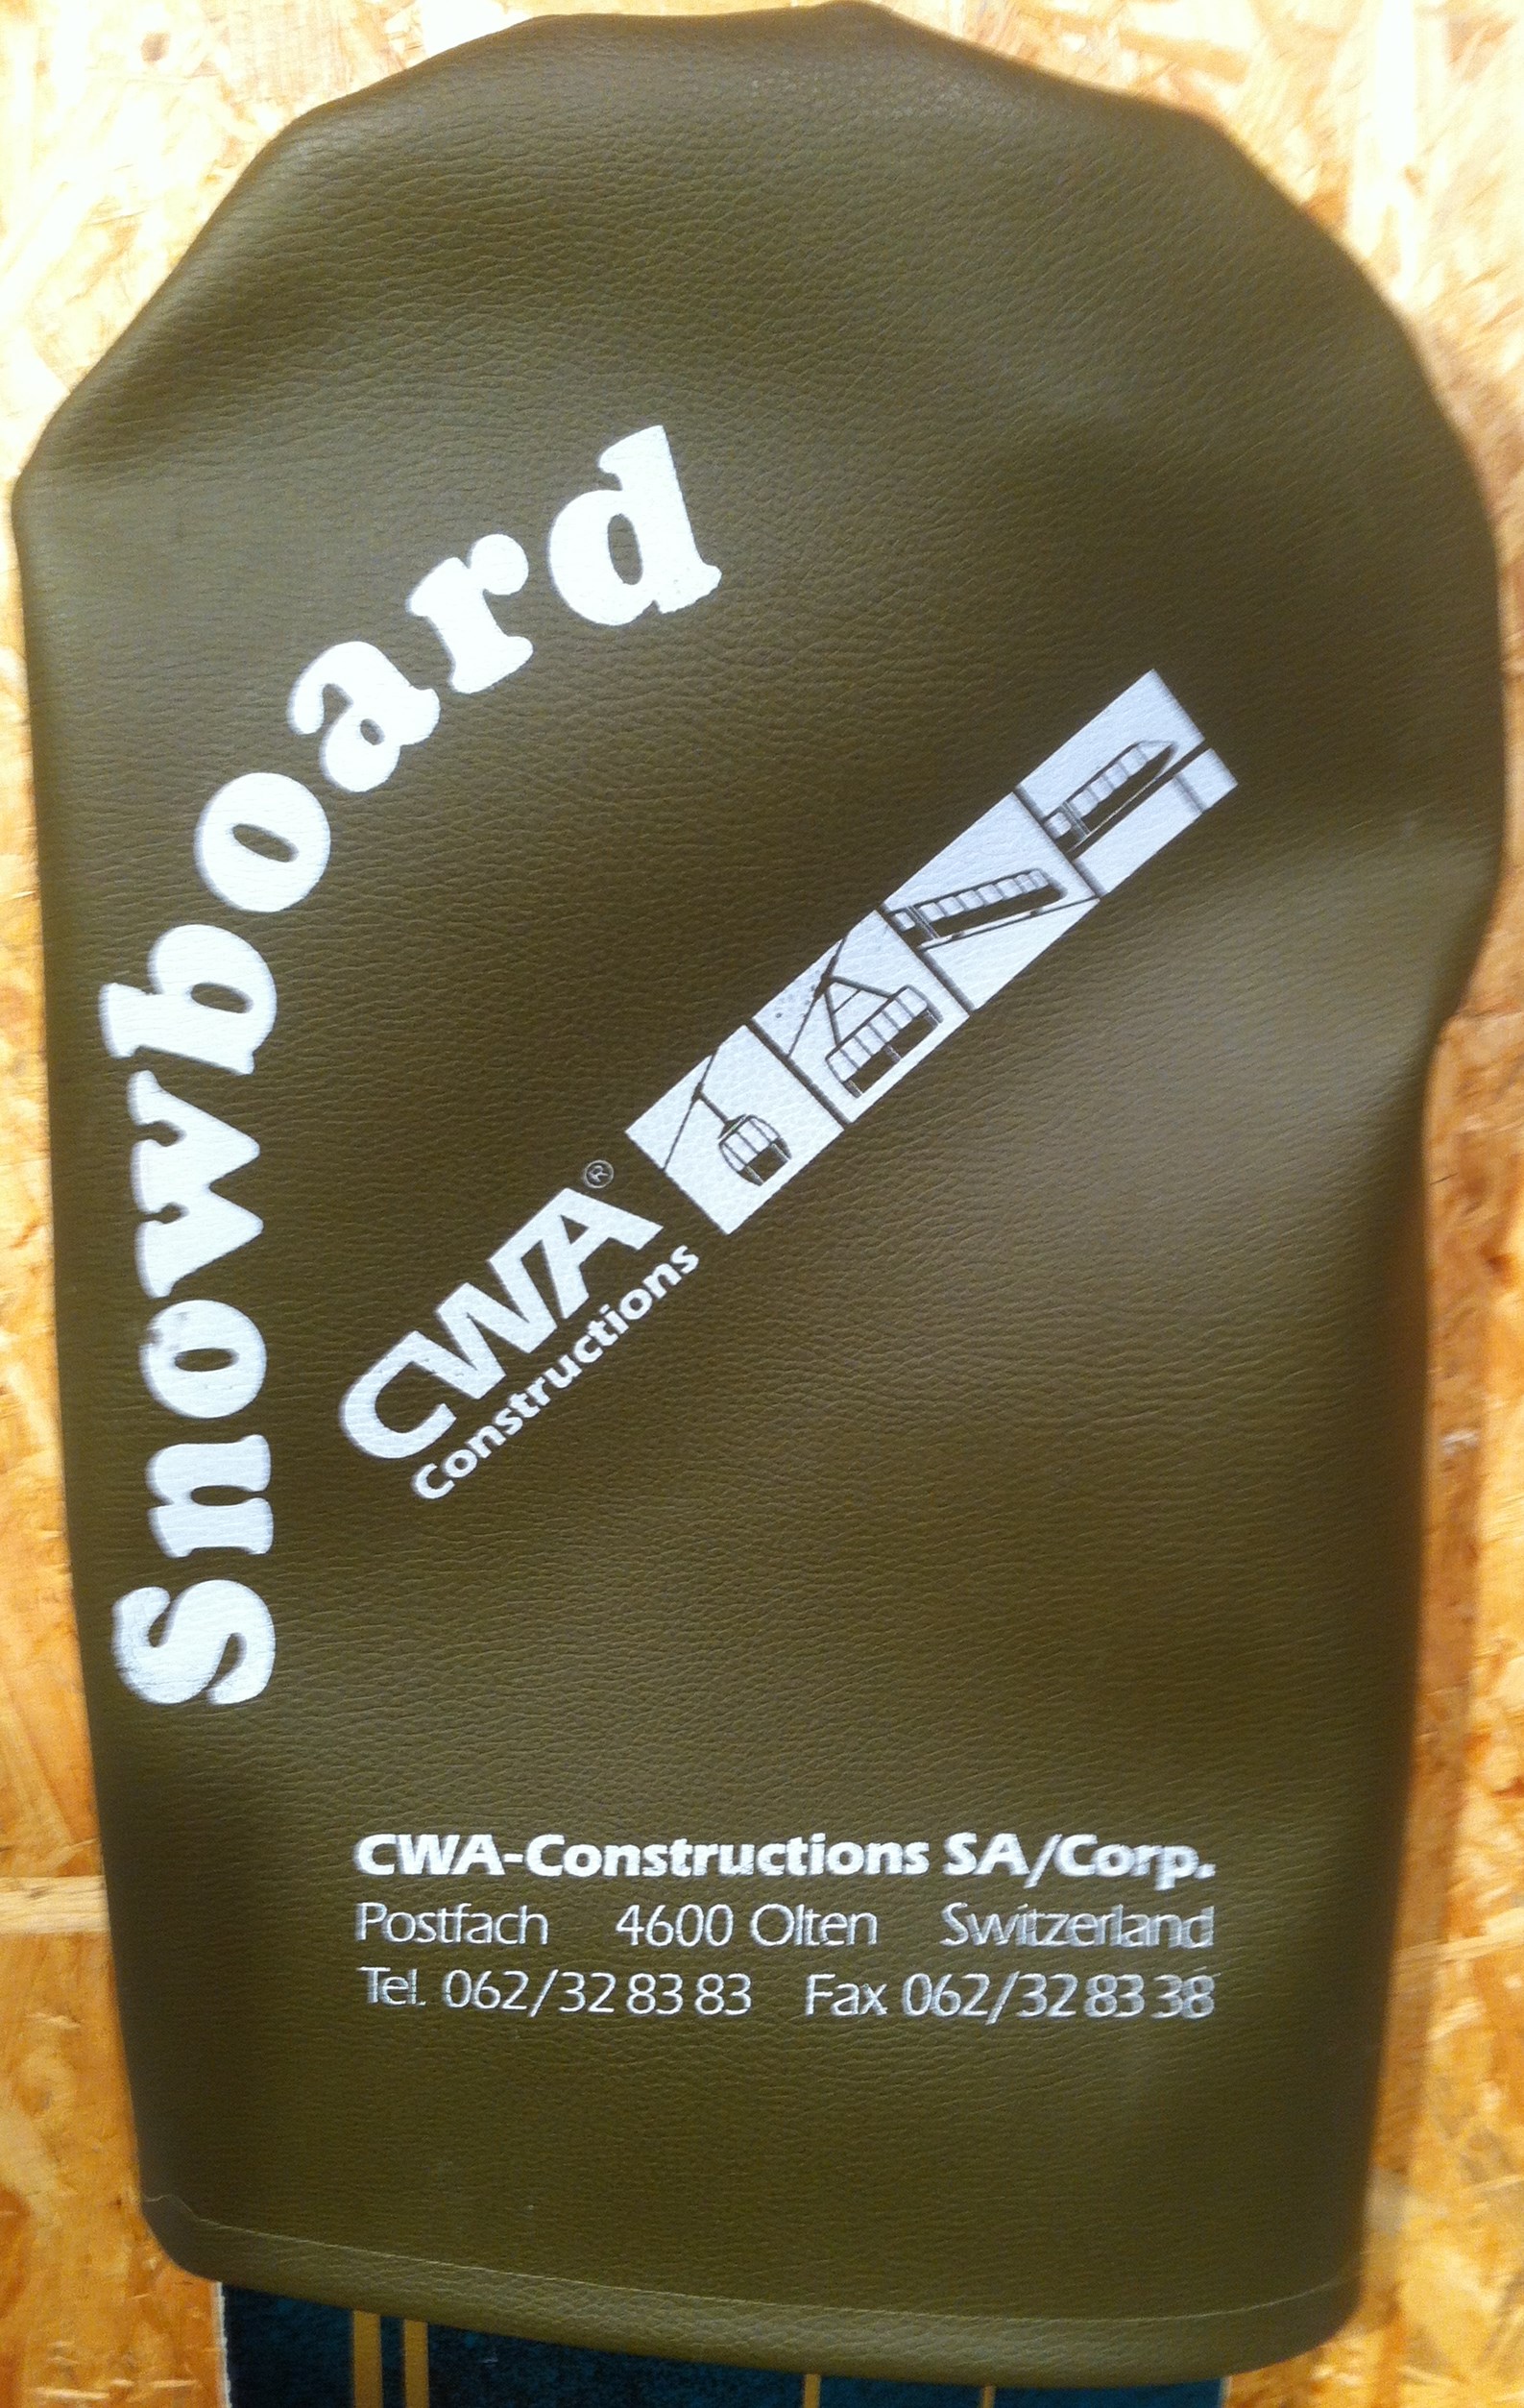 Snowboard
CWA®
Constructions
CWA-Constructions SA/Corp.
Postfach 4600 Olten Switzerland
Tel. 062/32 83 83 Fax 062/32 83 38